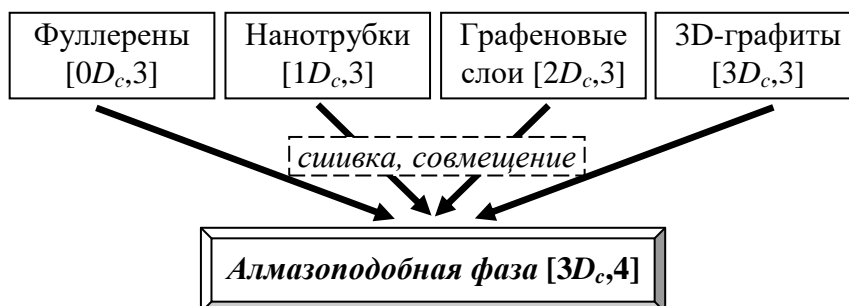 Фуллерены
[0Dc,3]
Нанотрубки
[1Dc,3]
Графеновые
слои [2Dc,3]
3D-графиты
[3Dc,3]
сшивка, совмещение
Алмазоподобная фаза [3Dc,4]